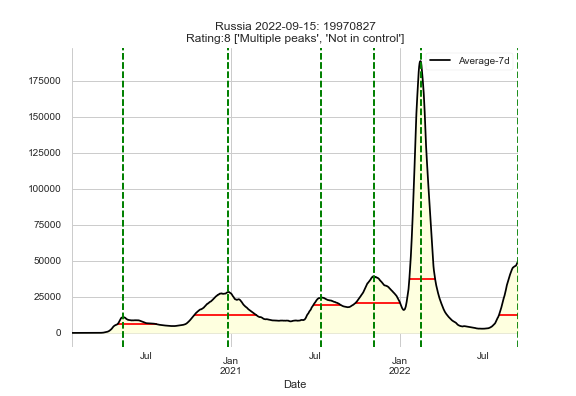 Russia 2022-09-15: 19970827
Rating:8 ['Multiple peaks', 'Not in control']
Average-7d
175000
150000
125000
100000
75000
50000
25000
0
Jul
Jan
2021
Jul
Jan
2022
Jul
Date